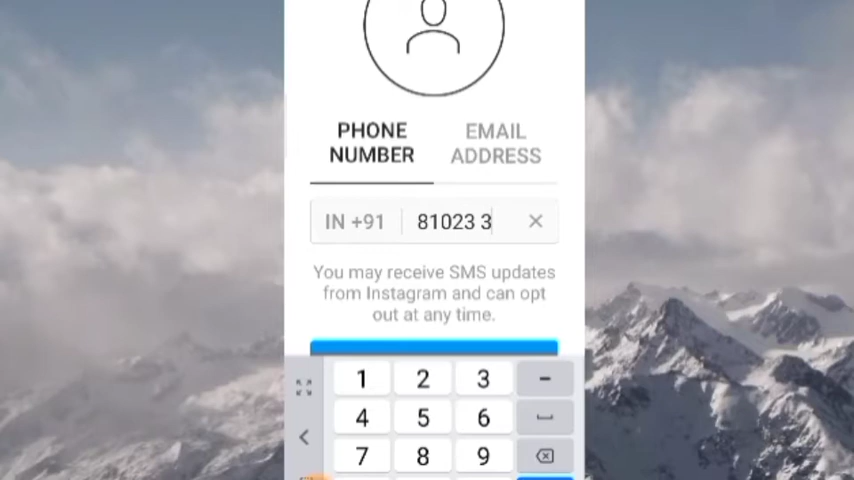 PHONE NUMBER
EMAIL ADDRESS
IN +91 81023 3
You may receive SMS updates
from Instagram and can opt
out at any time.
1 2 3 -
4 5 6
7 8 9